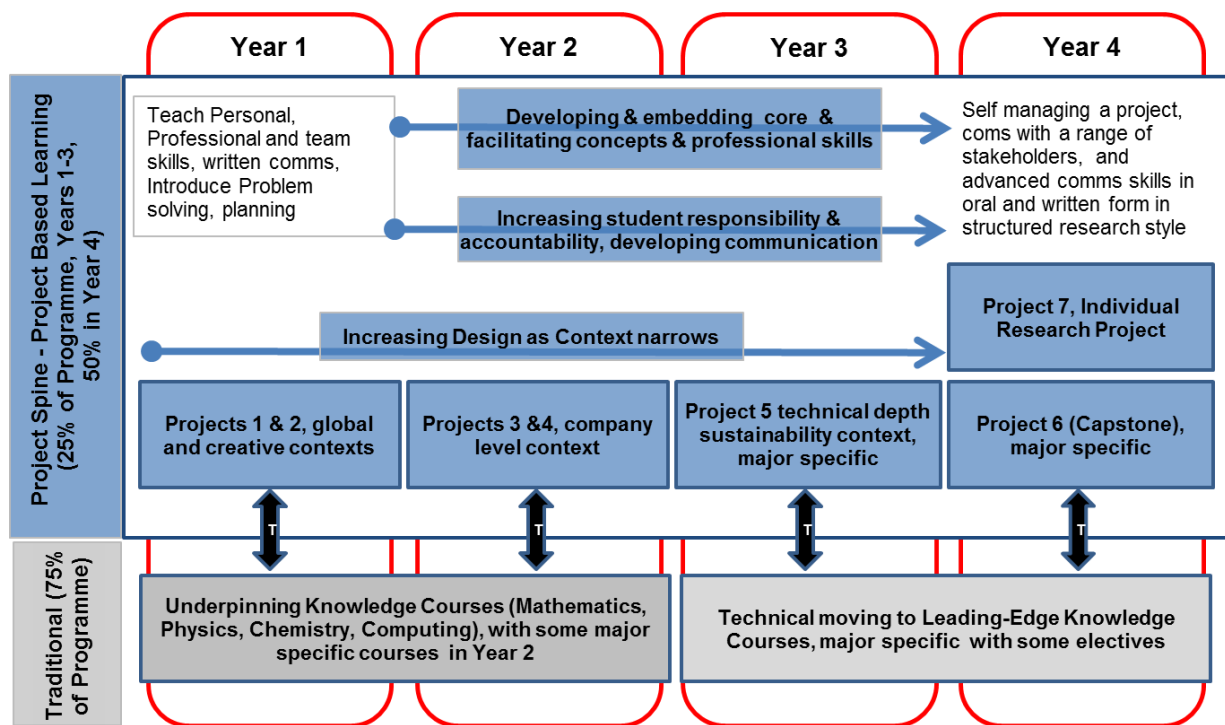 Year 1
Year 2
Year 3
Year 4
Project Spine - Project Based Learning
(25% of Programme, Years 1-3,
50% in Year 4)
Teach Personal,
Professional and team
skills, written comms,
Introduce Problem
solving, planning
Developing & embedding core &
facilitating concepts & professional skills
Increasing student responsibility &
accountability, developing communication
Self managing a project,
coms with a range of
stakeholders, and
advanced comms skills in
oral and written form in
structured research style
Project 7, Individual
Research Project
Increasing Design as Context narrows
Projects 1 & 2, global
and creative contexts
Projects 3 &4, company
level context
Project 5 technical depth
sustainability context,
major specific
Project 6 (Capstone),
major specific
T
T
T
T
Traditional (75%
of Programme)
Underpinning Knowledge Courses (Mathematics,
Physics, Chemistry, Computing), with some major
specific courses in Year 2
Technical moving to Leading-Edge Knowledge
Courses, major specific with some electives